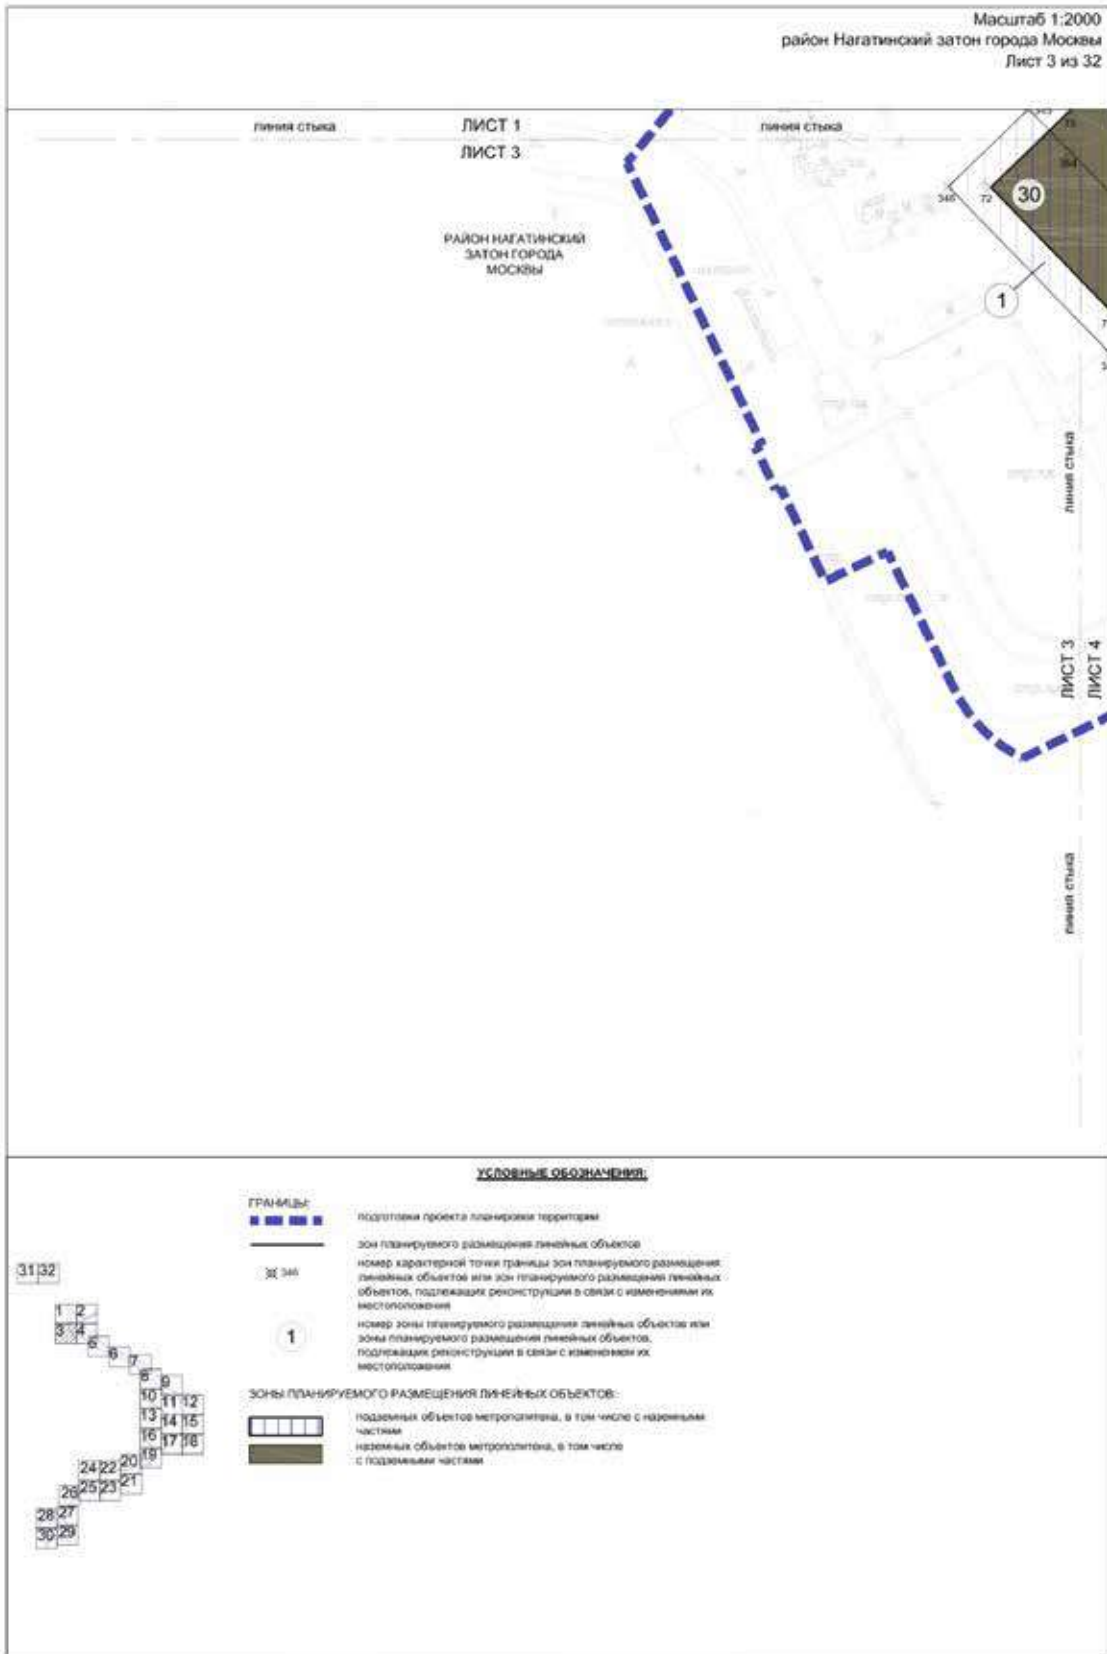 Масштаб 1:2000
район Нагатинский затон города Москвы
Лист 3 из 32
линия стыка
ЛИСТ 1
линия стыка
ЛИСТ 3
РАЙОН НАГАТИНСКИЙ
ЗАТОН ГОРОДА
МОСКВЫ
346
72
30
1
линия стыка
ЛИСТ 3
ЛИСТ 4
линия стыка
УСЛОВНЫЕ ОБОЗНАЧЕНИЯ:
ГРАНИЦЫ:
подготовки проекта планировки территории
зон планируемого размещения линейных объектов
346
номер характерной точки границы зон планируемого размещения
линейных объектов или зон планируемого размещения линейных
объектов, подлежащих реконструкции в связи с изменениями их
местоположения
1
номер зоны планируемого размещения линейных объектов или
зоны планируемого размещения линейных объектов,
подлежащих реконструкции в связи с изменением их
местоположения
ЗОНЫ ПЛАНИРУЕМОГО РАЗМЕЩЕНИЯ ЛИНЕЙНЫХ ОБЪЕКТОВ:
подземных объектов метрополитена, в том числе с наземными
частями
наземных объектов метрополитена, в том числе
с подземными частями
31 32
1 2
3 4
5
6
7
8
9
10
11 12
13
14 15
16
17 18
19
20
24 22
21
25 23
26
28 27
30 29